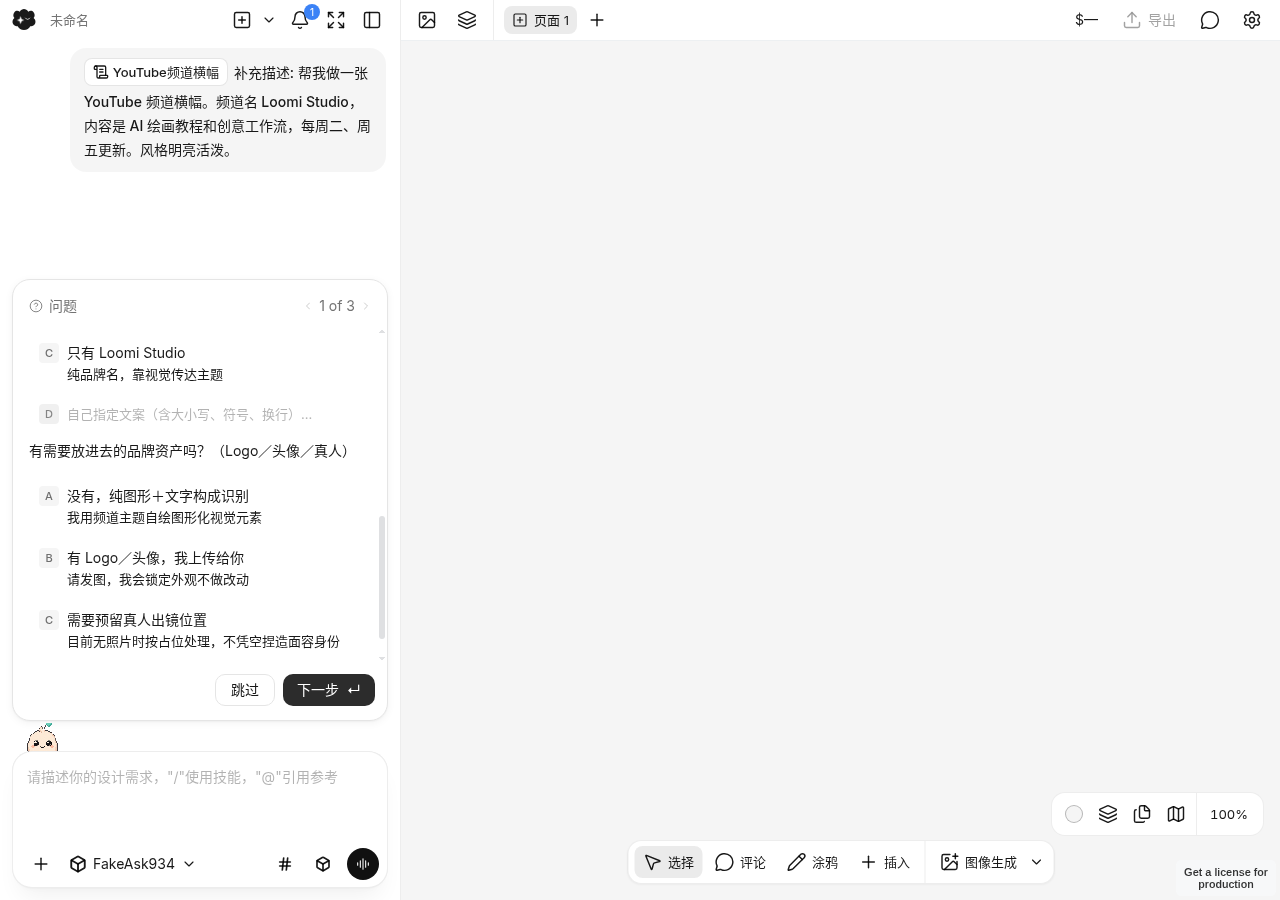 未命名
1
页面 1
$—
导出
YouTube频道横幅 补充描述: 帮我做一张
YouTube 频道横幅。频道名 Loomi Studio，
内容是 AI 绘画教程和创意工作流，每周二、周
五更新。风格明亮活泼。
问题
1 of 3
C 只有 Loomi Studio
纯品牌名，靠视觉传达主题
D 自己指定文案（含大小写、符号、换行）...
有需要放进去的品牌资产吗？（Logo／头像／真人）
A 没有，纯图形＋文字构成识别
我用频道主题自绘图形化视觉元素
B 有 Logo／头像，我上传给你
请发图，我会锁定外观不做改动
C 需要预留真人出镜位置
目前无照片时按占位处理，不凭空捏造面容身份
跳过
下一步
请描述你的设计需求，"/"使用技能，"@"引用参考
FakeAsk934
100%
选择
评论
涂鸦
插入
图像生成
Get a license for
production